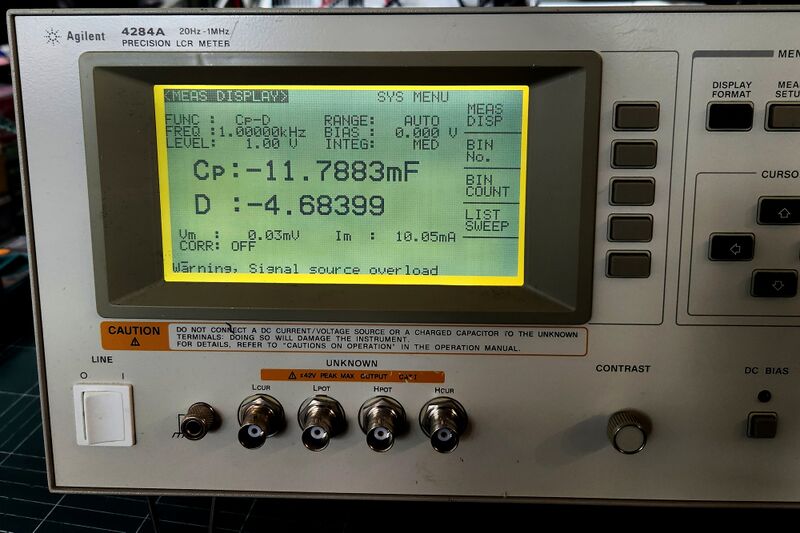 Agilent 4284A 20Hz-1MHz
PRECISION LCR METER
<MEAS DISPLAY> SYS MENU
FUNC : Cp-D RANGE: AUTO
FREQ :1.00000kHz BIAS : 0.000 V
LEVEL: 1.00 V INTEG: MED
Cp:-11.7883mF
D :-4.68399
Vm : 0.03mV Im : 10.05mA
CORR: OFF
Warning, Signal source overload
MEAS
DISP
BIN
No.
BIN
COUNT
LIST
SWEEP
MEN
DISPLAY
FORMAT
MEA
SETU
CURSO
CAUTION
DO NOT CONNECT A DC CURRENT/VOLTAGE SOURCE OR A CHARGED CAPACITOR TO THE UNKNOWN
TERMINALS: DOING SO WILL DAMAGE THE INSTRUMENT.
FOR DETAILS, REFER TO "CAUTIONS ON OPERATION" IN THE OPERATION MANUAL.
LINE
O I
UNKNOWN
±42V PEAK MAX OUTPUT
LCUR LPOT HPOT HCUR
CONTRAST
DC BIAS